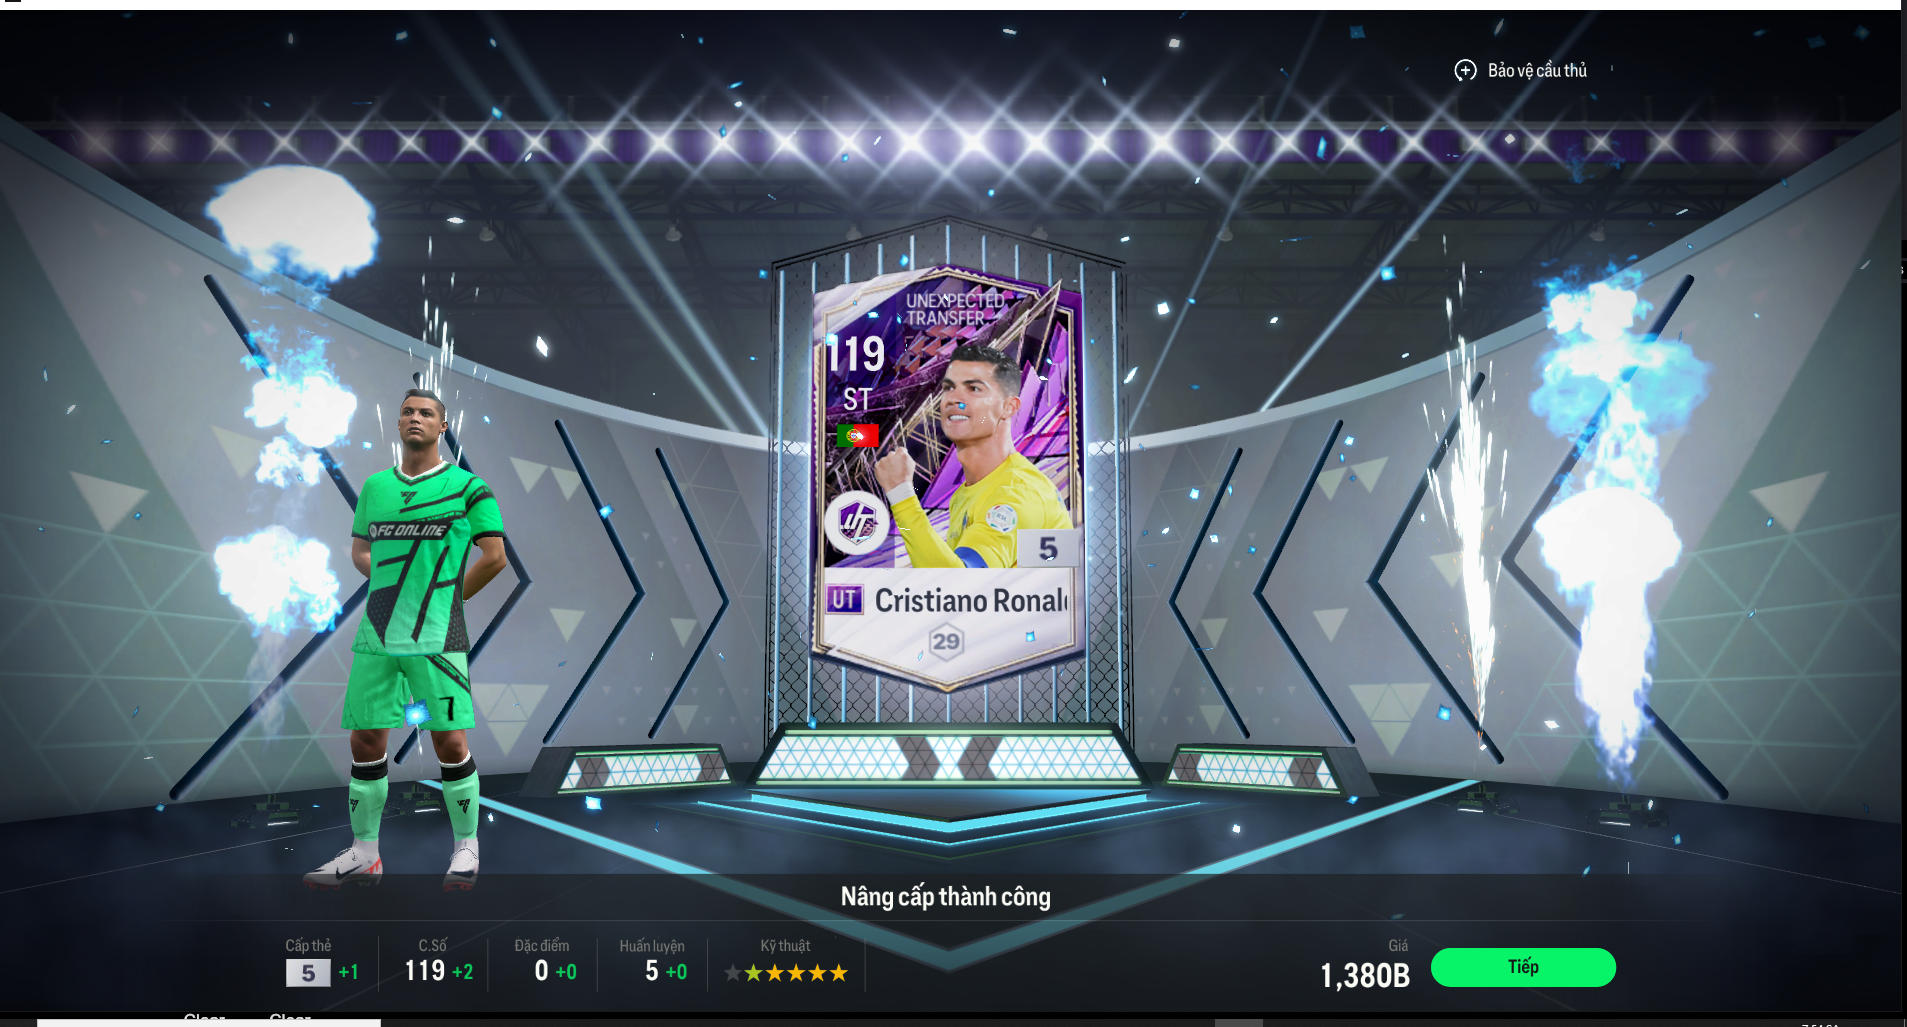 Bảo vệ cầu thủ
UNEXPECTED
TRANSFER
119
ST
5
UT Cristiano Ronal
29
FC ONLINE
7
Nâng cấp thành công
Cấp thẻ
5 +1
C.Số
119 +2
Đặc điểm
0 +0
Huấn luyện
5 +0
Kỹ thuật
Giá
1,380B
Tiếp